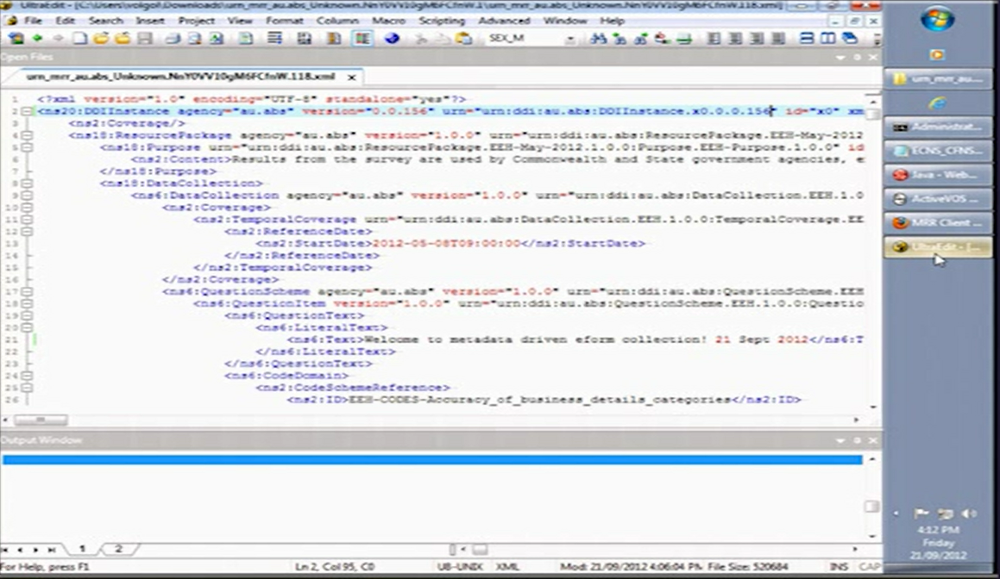 UltraEdit - [C:\Users\volgol\Downloads\urn_mrr_au.abs_Unknown.NnY0VV10gM6FCfnW.1\urn_mrr_au.abs_Unknown.NnY0VV10gM6FCfnW.118.xml]
File Edit Search Insert Project View Format Column Macro Scripting Advanced Window Help
SEX_M
Open Files
urn_mrr_au.abs_Unknown.NnY0VV10gM6FCfnW.118.xml x
1 <?xml version="1.0" encoding="UTF-8" standalone="yes"?>
2 <ns20:DDIInstance agency="au.abs" version="0.0.156" urn="urn:ddi:au.abs:DDIInstance.x0.0.0.156" id="x0" xm
3 <ns2:Coverage/>
4 <ns18:ResourcePackage agency="au.abs" version="1.0.0" urn="urn:ddi:au.abs:ResourcePackage.EEH-May-2012
5 <ns18:Purpose urn="urn:ddi:au.abs:ResourcePackage.EEH-May-2012.1.0.0:Purpose.EEH-Purpose.1.0.0" id
6 <ns2:Content>Results from the survey are used by Commonwealth and State government agencies, e
7 </ns18:Purpose>
8 <ns18:DataCollection>
9 <ns6:DataCollection agency="au.abs" version="1.0.0" urn="urn:ddi:au.abs:DataCollection.EEH.1.0
10 <ns2:Coverage>
11 <ns2:TemporalCoverage urn="urn:ddi:au.abs:DataCollection.EEH.1.0.0:TemporalCoverage.EE
12 <ns2:ReferenceDate>
13 <ns2:StartDate>2012-05-08T09:00:00</ns2:StartDate>
14 </ns2:ReferenceDate>
15 </ns2:TemporalCoverage>
16 </ns2:Coverage>
17 <ns6:QuestionScheme agency="au.abs" version="1.0.0" urn="urn:ddi:au.abs:QuestionScheme.EEH
18 <ns6:QuestionItem version="1.0.0" urn="urn:ddi:au.abs:QuestionScheme.EEH.1.0.0:Questio
19 <ns6:QuestionText>
20 <ns6:LiteralText>
21 <ns6:Text>Welcome to metadata driven eform collection! 21 Sept 2012</ns6:T
22 </ns6:LiteralText>
23 </ns6:QuestionText>
24 <ns6:CodeDomain>
25 <ns2:CodeSchemeReference>
26 <ns2:ID>EEH-CODES-Accuracy_of_business_details_categories</ns2:ID>
Output Window
1 2
For Help, press F1 Ln 2, Col 95, C0 U8-UNIX XML Mod: 21/09/2012 4:06:04 PM File Size: 520684 INS CAP
urn_mrr_au...
Administrat...
ECNS_CFNS...
Java - Web...
ActiveVOS ...
MRR Client ...
UltraEdit - [...
4:12 PM
Friday
21/09/2012